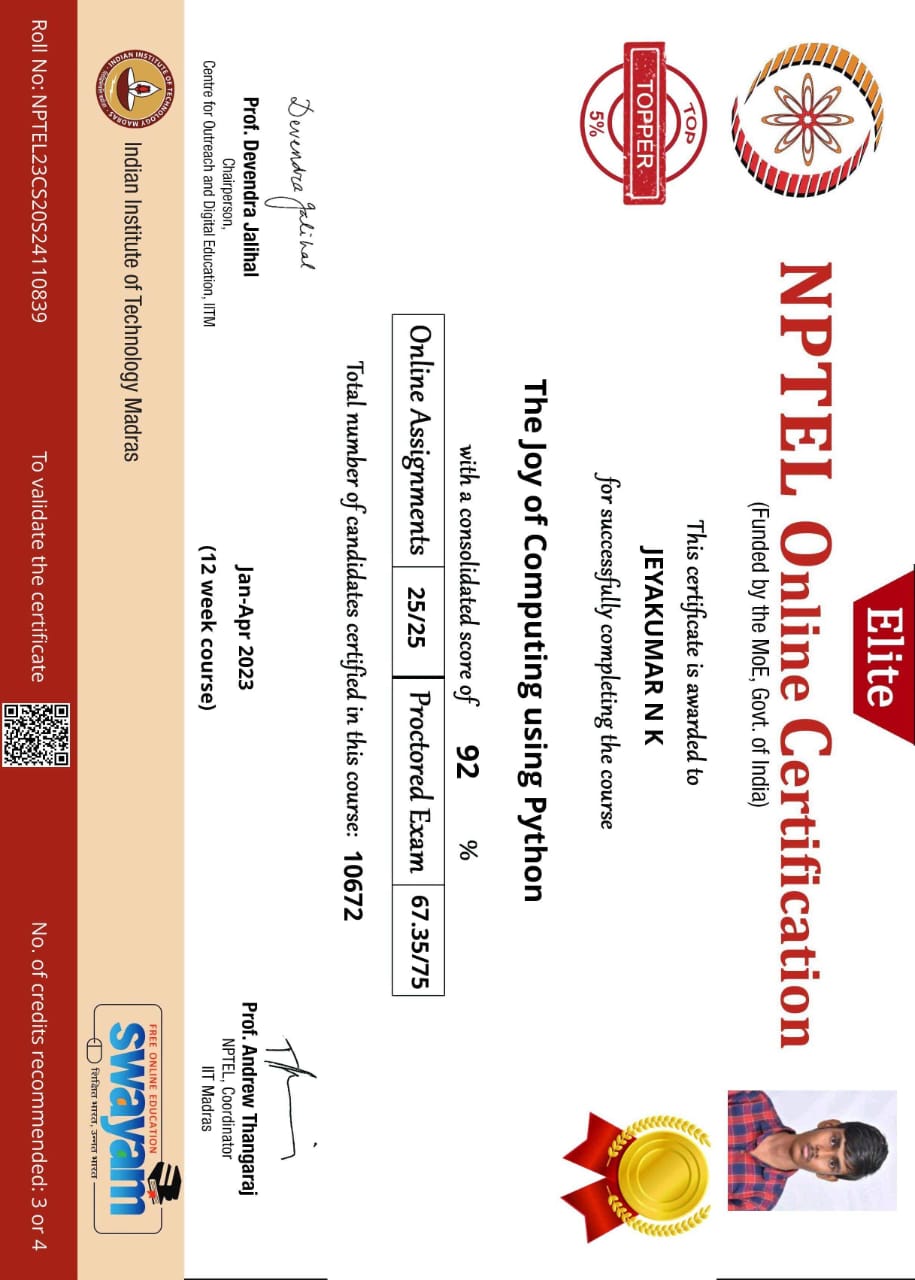 Elite
NPTEL Online Certification
(Funded by the MoE, Govt. of India)
TOP
TOPPER
5%
This certificate is awarded to
JEYAKUMAR N K
for successfully completing the course
The Joy of Computing using Python
with a consolidated score of 92 %
Online Assignments 25/25 Proctored Exam 67.35/75
Total number of candidates certified in this course: 10672
Devendra Jalihal
Prof. Devendra Jalihal
Chairperson,
Centre for Outreach and Digital Education, IITM
Jan-Apr 2023
(12 week course)
Prof. Andrew Thangaraj
NPTEL, Coordinator
IIT Madras
INDIAN INSTITUTE OF TECHNOLOGY MADRAS
Indian Institute of Technology Madras
FREE ONLINE EDUCATION
swayam
शिक्षित भारत, उन्नत भारत
Roll No: NPTEL23CS20S24110839
To validate the certificate
No. of credits recommended: 3 or 4